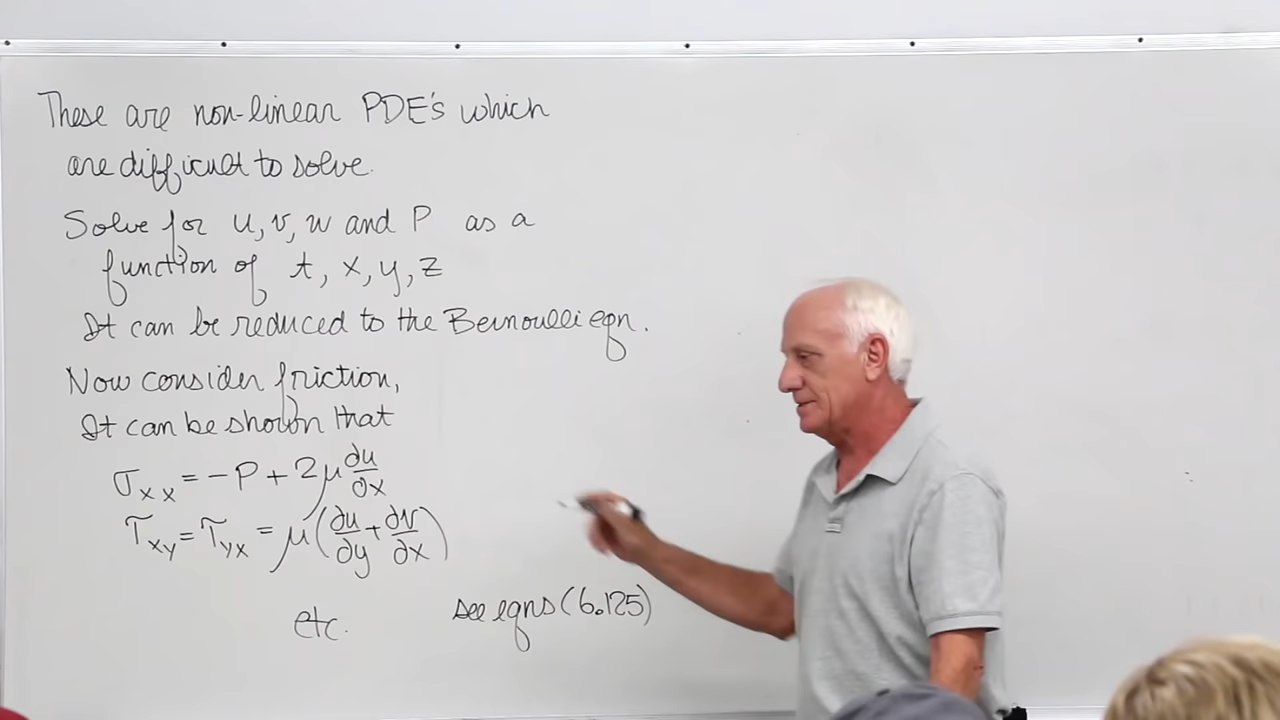 These are non-linear PDE's which
are difficult to solve.
Solve for u, v, w and P as a
function of t, x, y, z
It can be reduced to the Bernoulli eqn.
Now consider friction,
It can be shown that
σxx = -P + 2μ ∂u/∂x
τxy = τyx = μ(∂u/∂y + ∂v/∂x)
etc. see eqns (6.125)